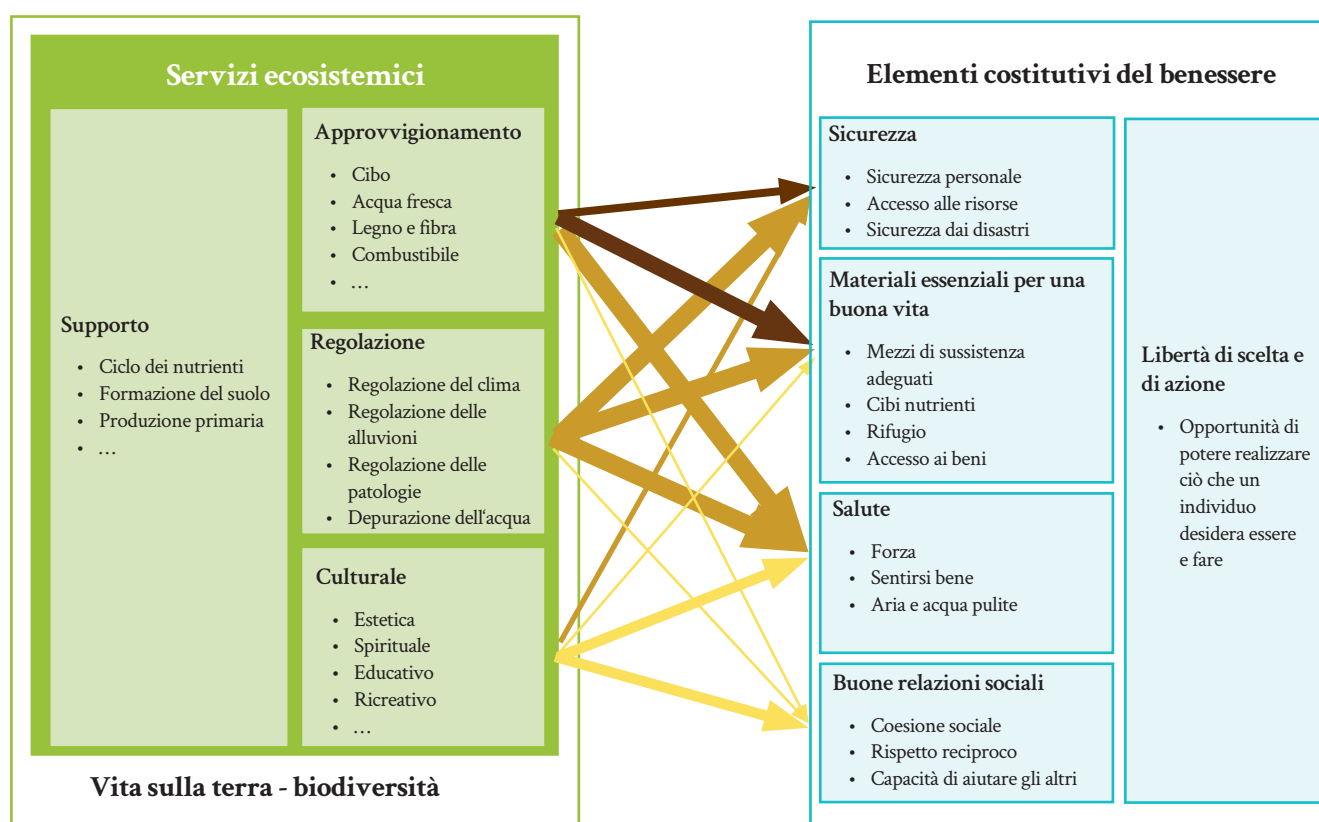 Servizi ecosistemici
Supporto
• Ciclo dei nutrienti
• Formazione del suolo
• Produzione primaria
• …
Approvvigionamento
• Cibo
• Acqua fresca
• Legno e fibra
• Combustibile
• …
Regolazione
• Regolazione del clima
• Regolazione delle
alluvioni
• Regolazione delle
patologie
• Depurazione dell'acqua
Culturale
• Estetica
• Spirituale
• Educativo
• Ricreativo
• …
Vita sulla terra - biodiversità
Elementi costitutivi del benessere
Sicurezza
• Sicurezza personale
• Accesso alle risorse
• Sicurezza dai disastri
Materiali essenziali per una
buona vita
• Mezzi di sussistenza
adeguati
• Cibi nutrienti
• Rifugio
• Accesso ai beni
Salute
• Forza
• Sentirsi bene
• Aria e acqua pulite
Buone relazioni sociali
• Coesione sociale
• Rispetto reciproco
• Capacità di aiutare gli altri
Libertà di scelta e
di azione
• Opportunità di
potere realizzare
ciò che un
individuo
desidera essere
e fare